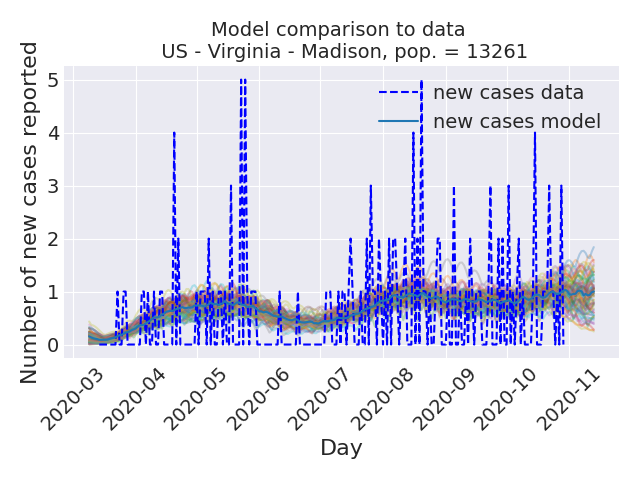 Model comparison to data
US - Virginia - Madison, pop. = 13261
Number of new cases reported
5
4
3
2
1
0
new cases data
new cases model
2020-03
2020-04
2020-05
2020-06
2020-07
2020-08
2020-09
2020-10
2020-11
Day